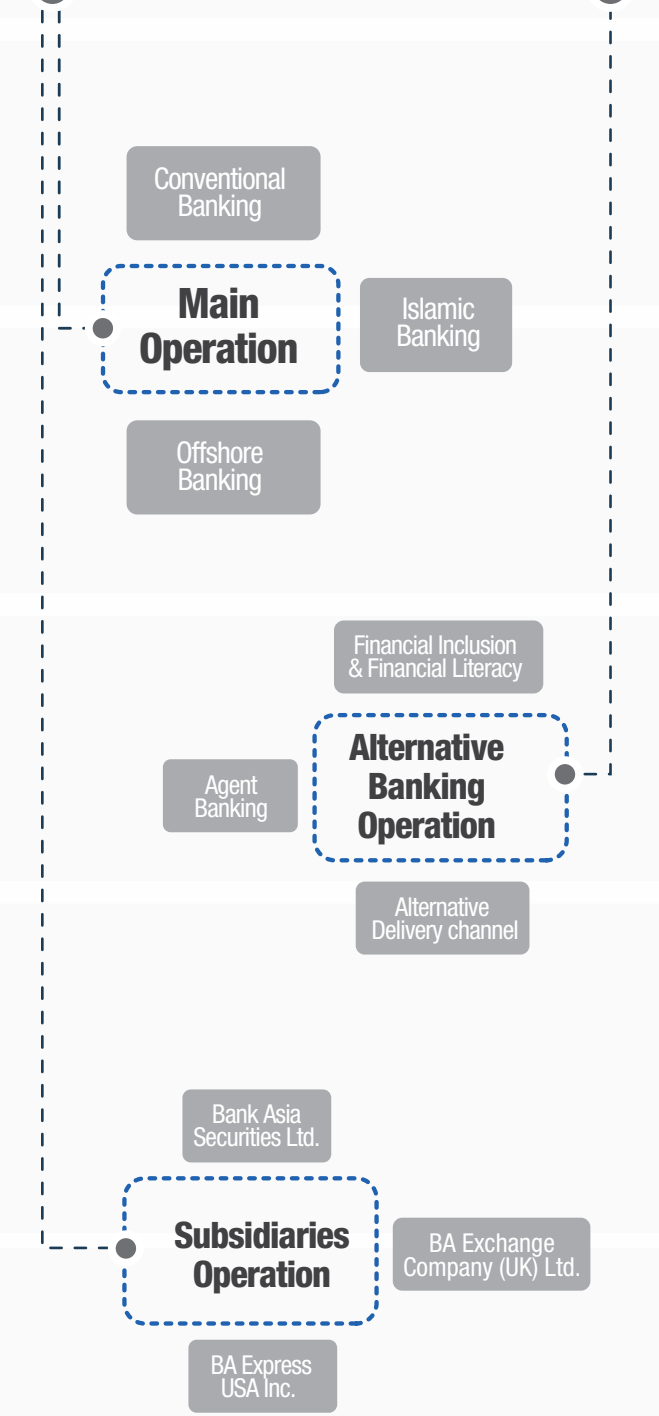 Conventional
Banking
Main
Operation
Islamic
Banking
Offshore
Banking
Financial Inclusion
& Financial Literacy
Alternative
Banking
Operation
Agent
Banking
Alternative
Delivery channel
Bank Asia
Securities Ltd.
Subsidiaries
Operation
BA Exchange
Company (UK) Ltd.
BA Express
USA Inc.